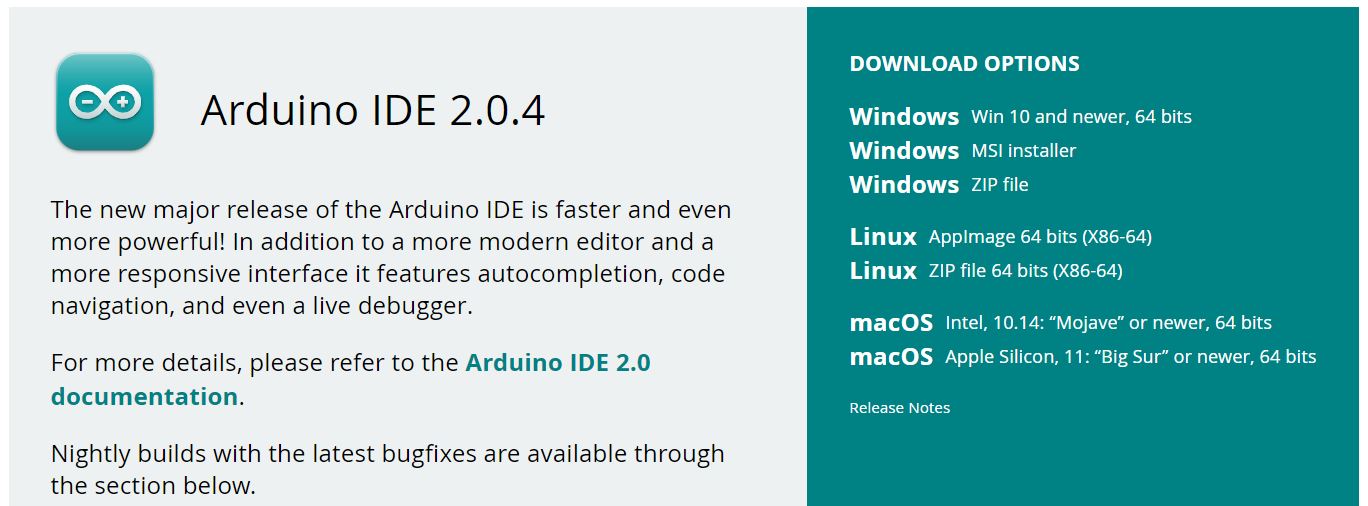 Arduino IDE 2.0.4
The new major release of the Arduino IDE is faster and even
more powerful! In addition to a more modern editor and a
more responsive interface it features autocompletion, code
navigation, and even a live debugger.
For more details, please refer to the Arduino IDE 2.0
documentation.
Nightly builds with the latest bugfixes are available through
the section below.
DOWNLOAD OPTIONS
Windows Win 10 and newer, 64 bits
Windows MSI installer
Windows ZIP file
Linux AppImage 64 bits (X86-64)
Linux ZIP file 64 bits (X86-64)
macOS Intel, 10.14: “Mojave” or newer, 64 bits
macOS Apple Silicon, 11: “Big Sur” or newer, 64 bits
Release Notes